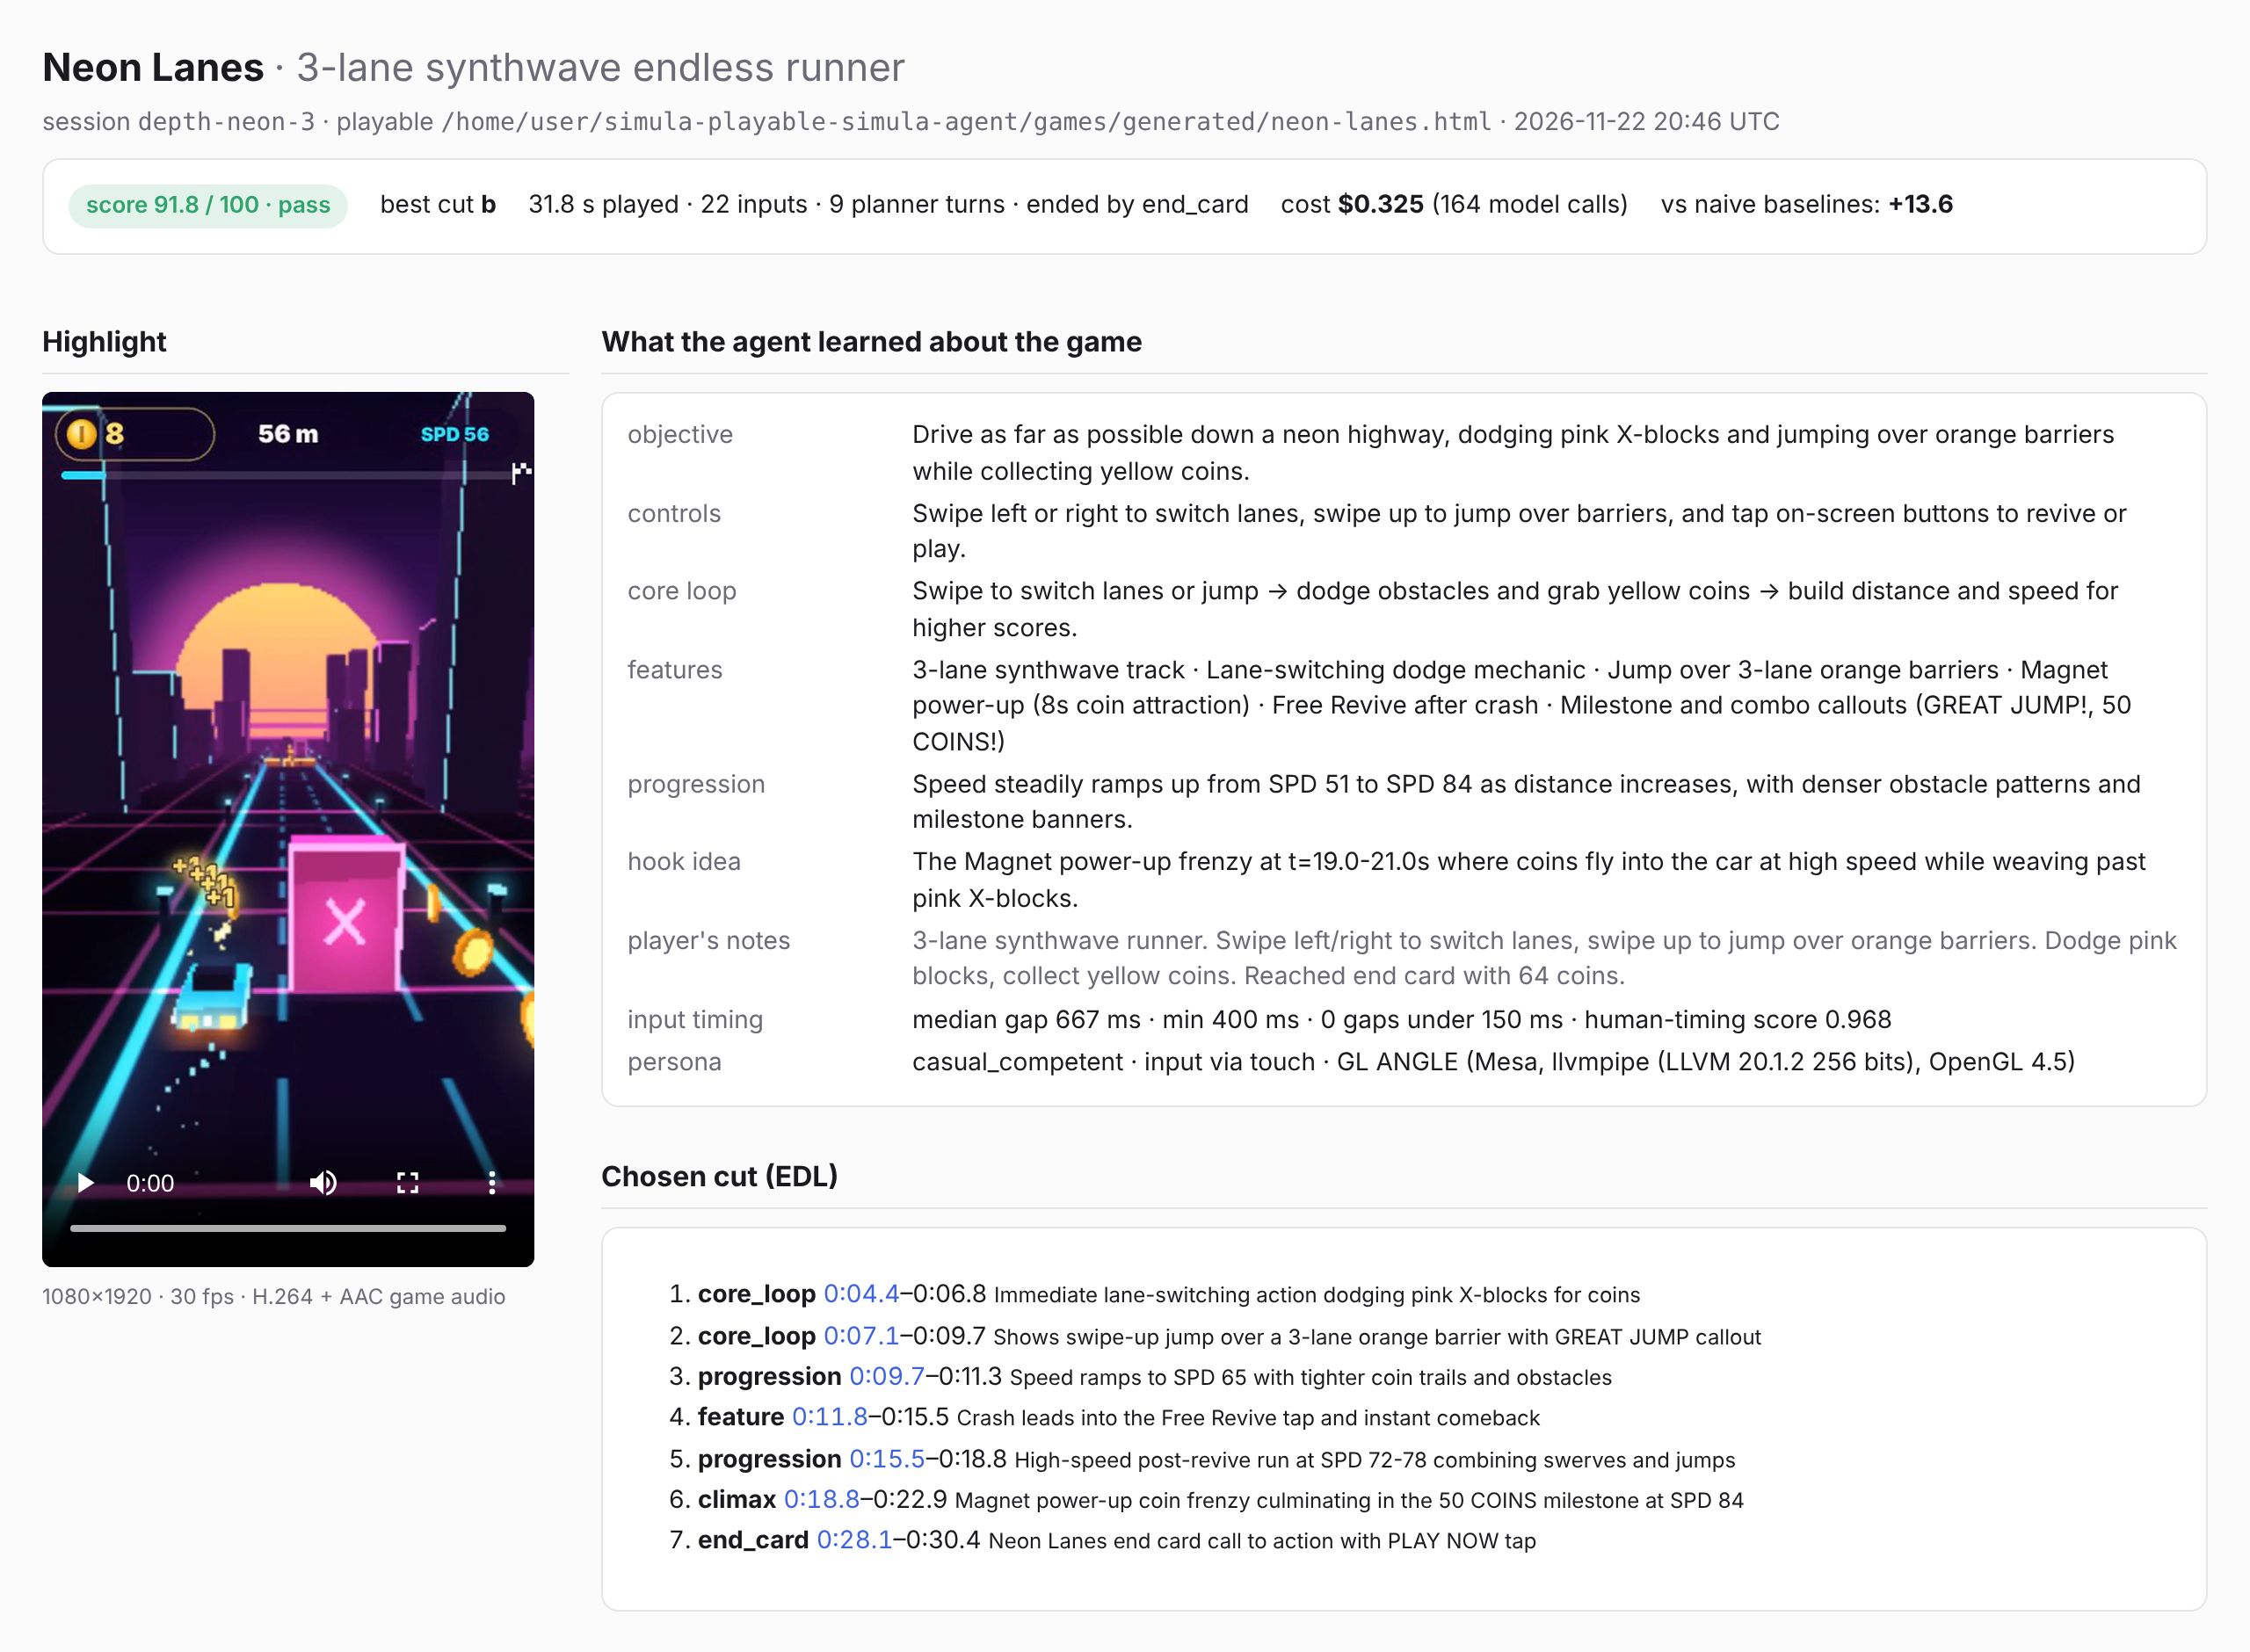 Neon Lanes · 3-lane synthwave endless runner
session depth-neon-3 · playable /home/user/simula-playable-simula-agent/games/generated/neon-lanes.html · 2026-11-22 20:46 UTC
score 91.8 / 100 · pass best cut b 31.8 s played · 22 inputs · 9 planner turns · ended by end_card cost $0.325 (164 model calls) vs naive baselines: +13.6
Highlight
8 56 m SPD 56
+1 +1 +1 +1
X
0:00
1080×1920 · 30 fps · H.264 + AAC game audio
What the agent learned about the game
objective Drive as far as possible down a neon highway, dodging pink X-blocks and jumping over orange barriers
while collecting yellow coins.
controls Swipe left or right to switch lanes, swipe up to jump over barriers, and tap on-screen buttons to revive or
play.
core loop Swipe to switch lanes or jump → dodge obstacles and grab yellow coins → build distance and speed for
higher scores.
features 3-lane synthwave track · Lane-switching dodge mechanic · Jump over 3-lane orange barriers · Magnet
power-up (8s coin attraction) · Free Revive after crash · Milestone and combo callouts (GREAT JUMP!, 50
COINS!)
progression Speed steadily ramps up from SPD 51 to SPD 84 as distance increases, with denser obstacle patterns and
milestone banners.
hook idea The Magnet power-up frenzy at t=19.0-21.0s where coins fly into the car at high speed while weaving past
pink X-blocks.
player's notes 3-lane synthwave runner. Swipe left/right to switch lanes, swipe up to jump over orange barriers. Dodge pink
blocks, collect yellow coins. Reached end card with 64 coins.
input timing median gap 667 ms · min 400 ms · 0 gaps under 150 ms · human-timing score 0.968
persona casual_competent · input via touch · GL ANGLE (Mesa, llvmpipe (LLVM 20.1.2 256 bits), OpenGL 4.5)
Chosen cut (EDL)
1. core_loop 0:04.4–0:06.8 Immediate lane-switching action dodging pink X-blocks for coins
2. core_loop 0:07.1–0:09.7 Shows swipe-up jump over a 3-lane orange barrier with GREAT JUMP callout
3. progression 0:09.7–0:11.3 Speed ramps to SPD 65 with tighter coin trails and obstacles
4. feature 0:11.8–0:15.5 Crash leads into the Free Revive tap and instant comeback
5. progression 0:15.5–0:18.8 High-speed post-revive run at SPD 72-78 combining swerves and jumps
6. climax 0:18.8–0:22.9 Magnet power-up coin frenzy culminating in the 50 COINS milestone at SPD 84
7. end_card 0:28.1–0:30.4 Neon Lanes end card call to action with PLAY NOW tap